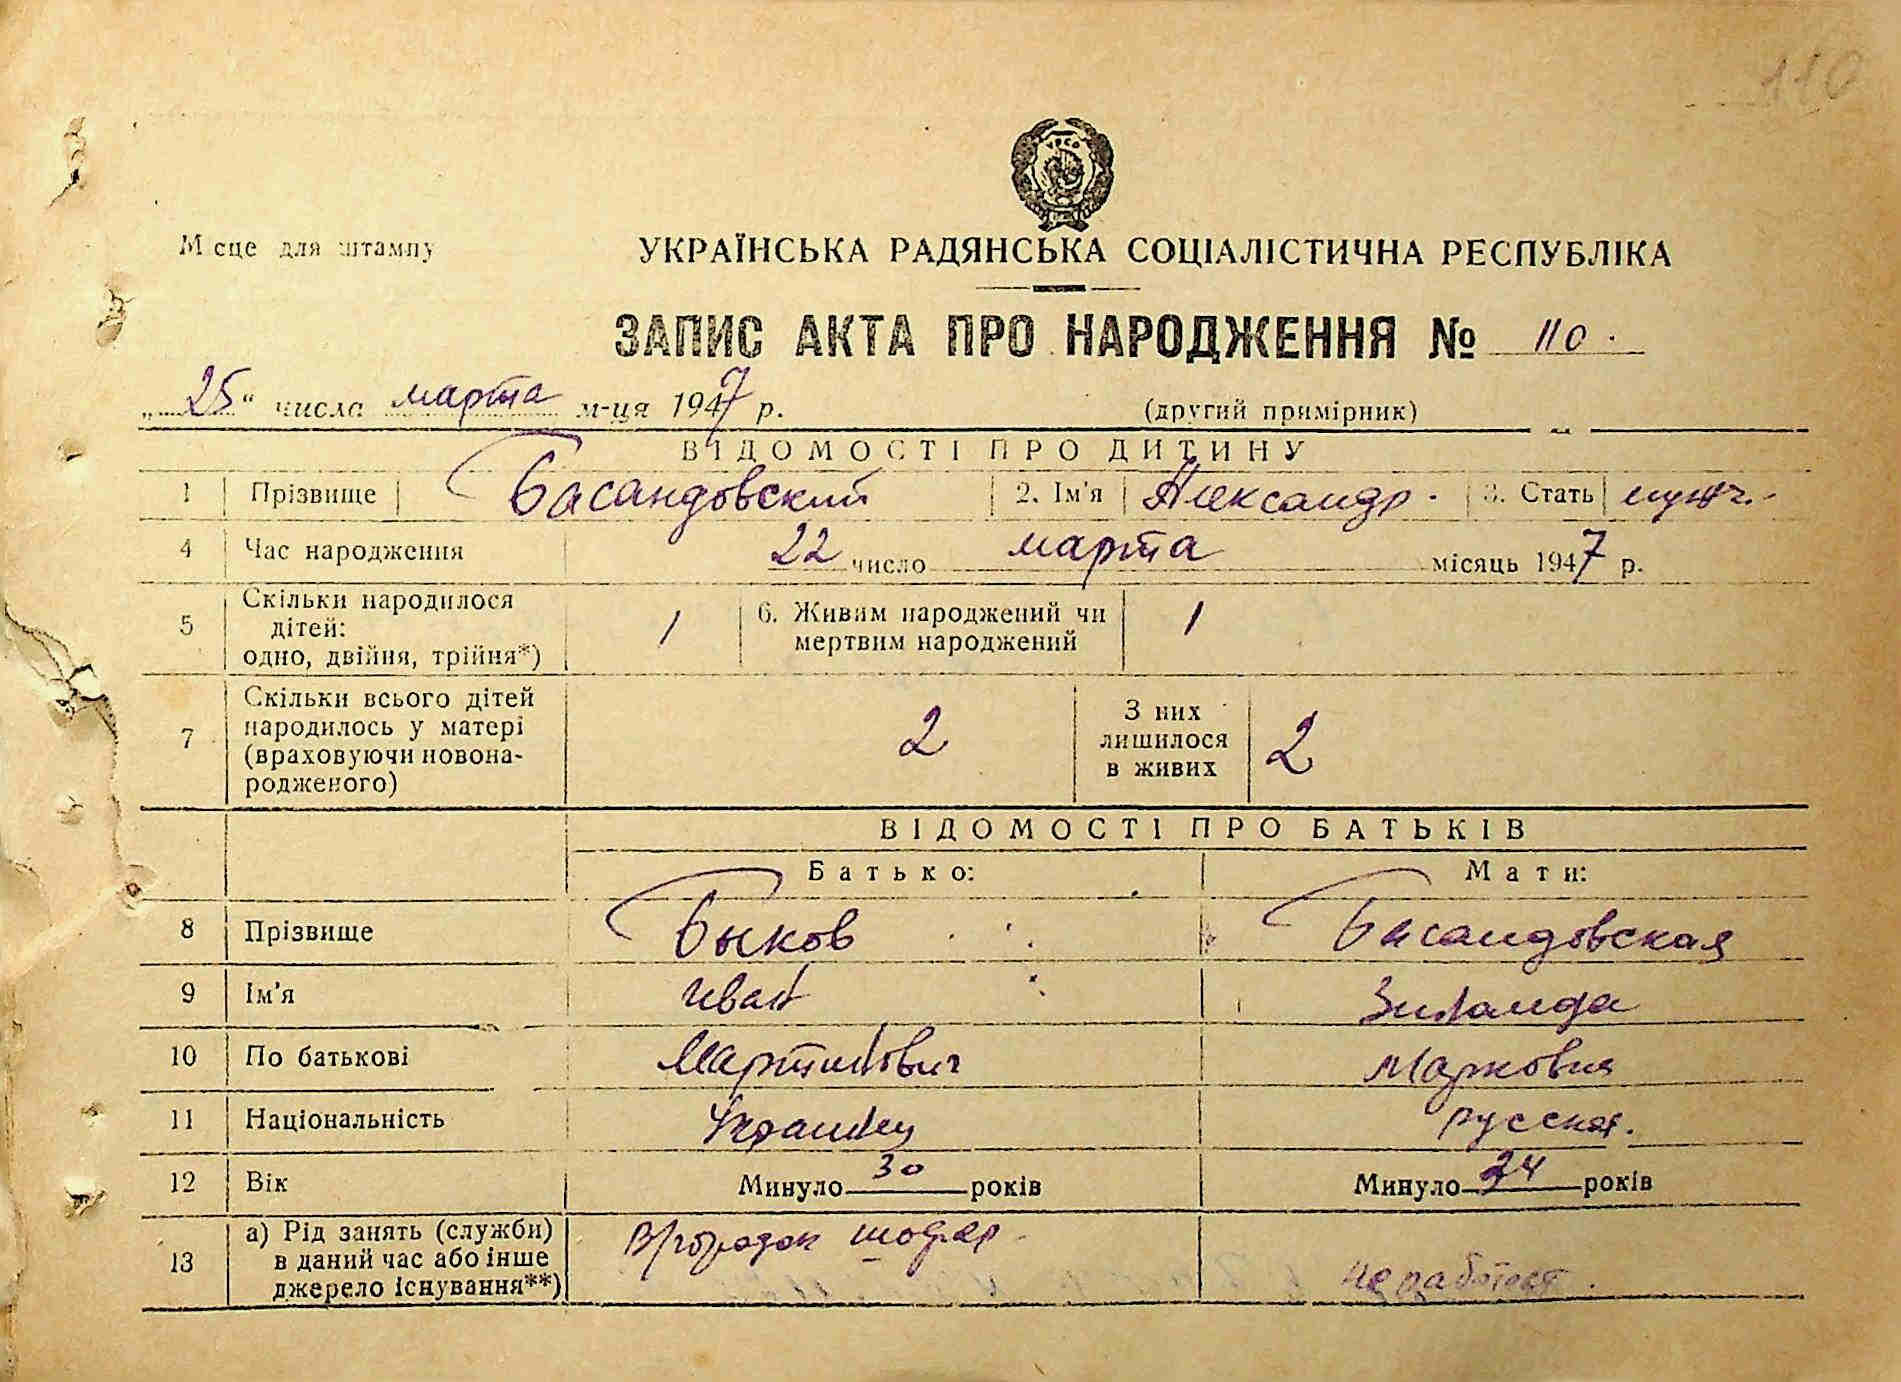 110
УРСР
Місце для штампу
УКРАЇНСЬКА РАДЯНСЬКА СОЦІАЛІСТИЧНА РЕСПУБЛІКА
ЗАПИС АКТА ПРО НАРОДЖЕННЯ № 110.
„25“ числа марта м-ця 1947 р. (другий примірник)
ВІДОМОСТІ ПРО ДИТИНУ
1 Прізвище Басандовский 2. Ім'я Александр. 3. Стать мужч.
4 Час народження 22 число марта місяць 1947 р.
5 Скільки народилося дітей: одно, двійня, трійня*) 1 6. Живим народжений чи мертвим народжений 1
7 Скільки всього дітей народилось у матері (враховуючи новонародженого) 2 З них лишилося в живих 2
ВІДОМОСТІ ПРО БАТЬКІВ
Батько: Мати:
8 Прізвище Быков Басандовская
9 Ім'я Иван Зинаида
10 По батькові Мартинович Марковна
11 Національність Украинец русская.
12 Вік Минуло 30 років Минуло 24 років
13 а) Рід занять (служби) в даний час або інше джерело існування**) шофер не работает.